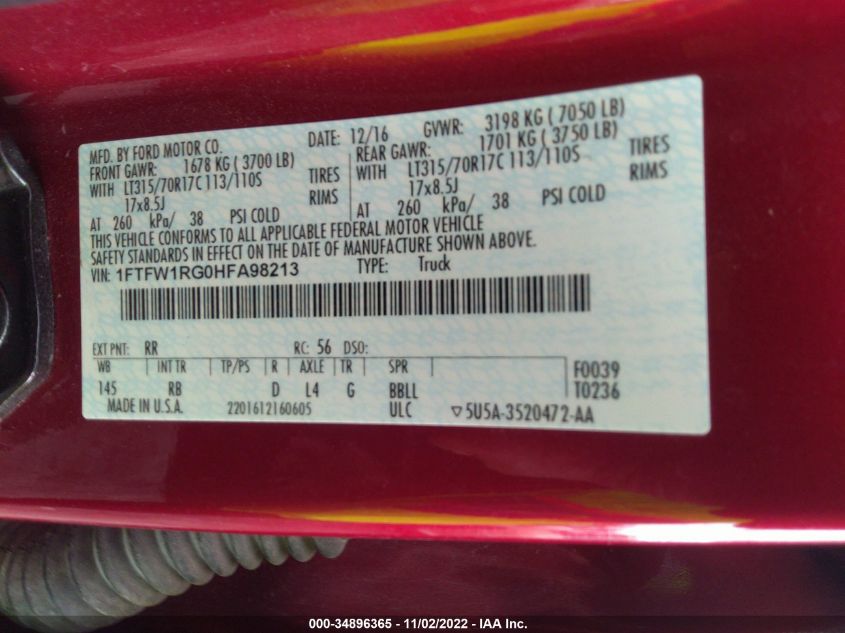 MFD. BY FORD MOTOR CO.
DATE: 12/16 GVWR: 3198 KG ( 7050 LB)
FRONT GAWR: 1678 KG ( 3700 LB)
WITH LT315/70R17C 113/110S TIRES
17x8.5J RIMS
AT 260 kPa/ 38 PSI COLD
REAR GAWR: 1701 KG ( 3750 LB)
WITH LT315/70R17C 113/110S TIRES
17x8.5J RIMS
AT 260 kPa/ 38 PSI COLD
THIS VEHICLE CONFORMS TO ALL APPLICABLE FEDERAL MOTOR VEHICLE
SAFETY STANDARDS IN EFFECT ON THE DATE OF MANUFACTURE SHOWN ABOVE.
VIN: 1FTFW1RG0HFA98213 TYPE: Truck
EXT PNT: RR RC: 56 DSO:
WB INT TR TP/PS R AXLE TR SPR F0039
145 RB D L4 G BBLL T0236
MADE IN U.S.A. 2201612160605 ULC ▽5U5A-3520472-AA
000-34896365 - 11/02/2022 - IAA Inc.